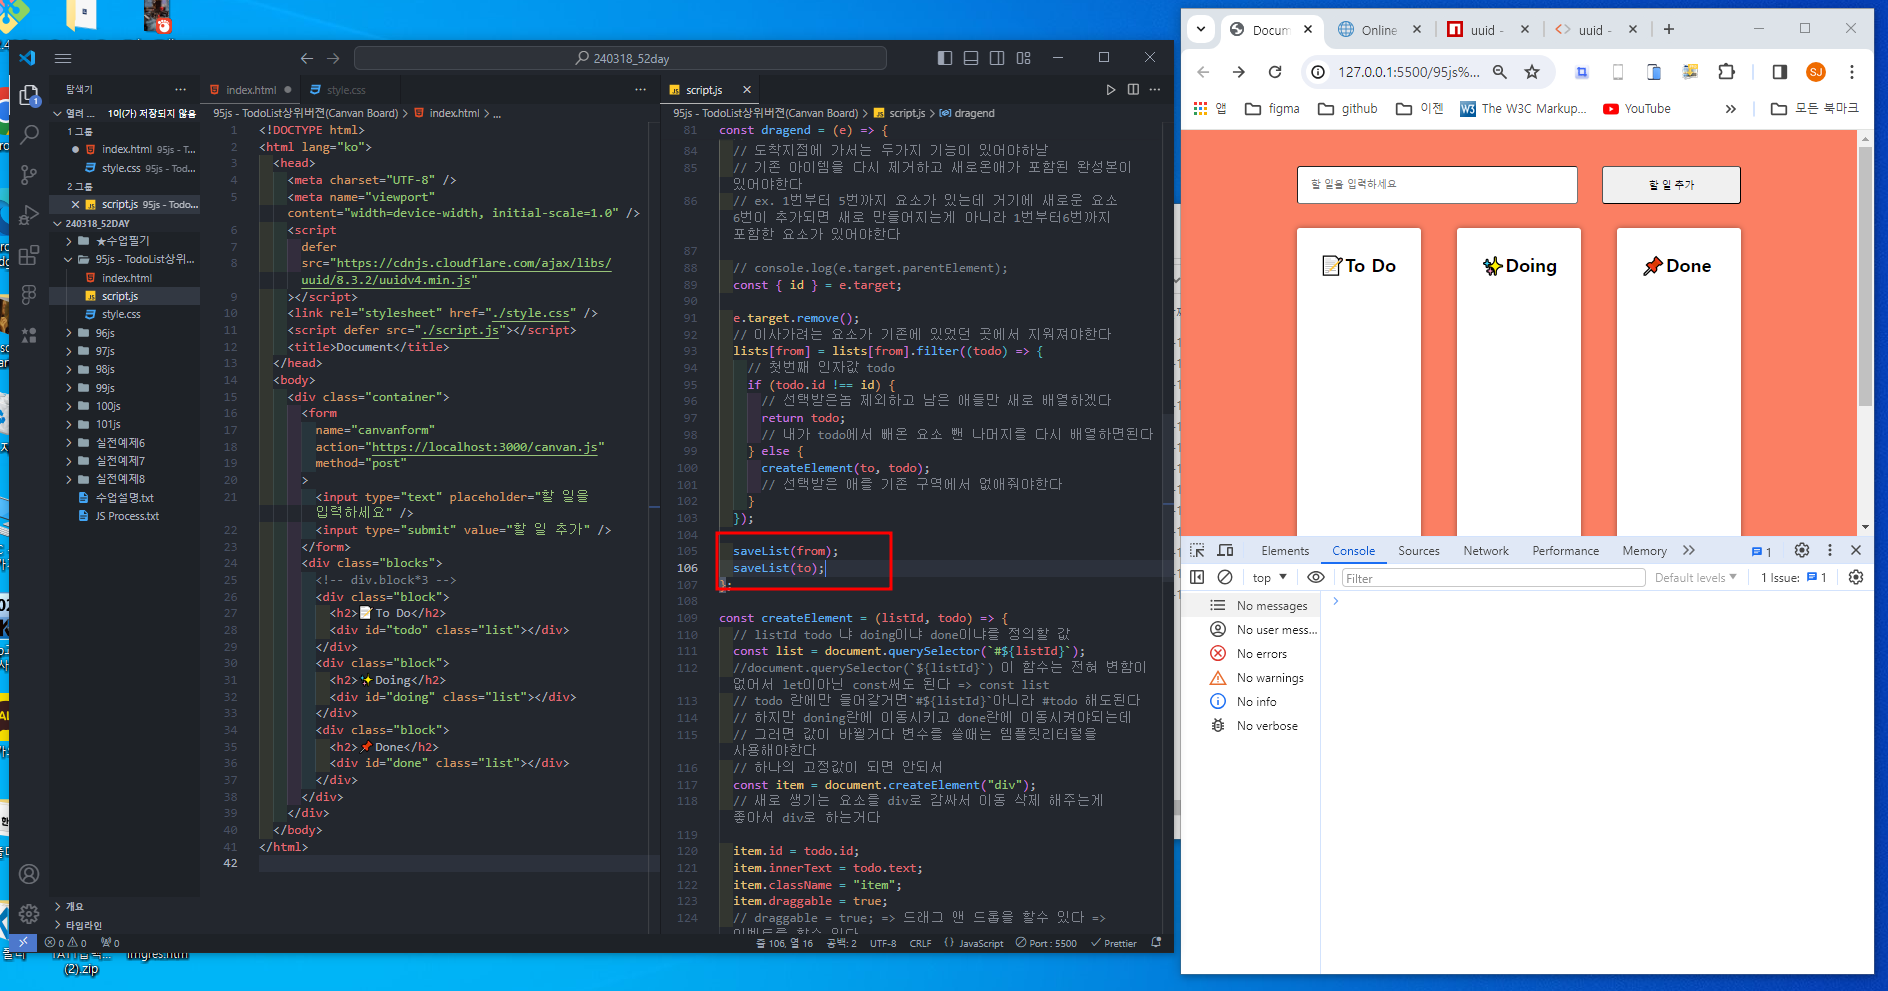 240318_52day
탐색기
index.html
style.css
script.js
열려 ... 1이(가) 저장되지 않음
1 그룹
index.html 95js - T...
style.css 95js - Todo...
2 그룹
script.js 95js - Todo...
240318_52DAY
★수업필기
95js - TodoList상위...
index.html
script.js
style.css
96js
97js
98js
99js
100js
101js
실전예제6
실전예제7
실전예제8
수업설명.txt
JS Process.txt
개요
타임라인
95js - TodoList상위버젼(Canvan Board) > index.html > ...
1 <!DOCTYPE html>
2 <html lang="ko">
3 <head>
4 <meta charset="UTF-8" />
5 <meta name="viewport"
content="width=device-width, initial-scale=1.0" />
6 <script
7 defer
8 src="https://cdnjs.cloudflare.com/ajax/libs/
uuid/8.3.2/uuidv4.min.js"
9 ></script>
10 <link rel="stylesheet" href="./style.css" />
11 <script defer src="./script.js"></script>
12 <title>Document</title>
13 </head>
14 <body>
15 <div class="container">
16 <form
17 name="canvanform"
18 action="https://localhost:3000/canvan.js"
19 method="post"
20 >
21 <input type="text" placeholder="할 일을
입력하세요" />
22 <input type="submit" value="할 일 추가" />
23 </form>
24 <div class="blocks">
25 <!-- div.block*3 -->
26 <div class="block">
27 <h2>📝To Do</h2>
28 <div id="todo" class="list"></div>
29 </div>
30 <div class="block">
31 <h2>✨Doing</h2>
32 <div id="doing" class="list"></div>
33 </div>
34 <div class="block">
35 <h2>📌Done</h2>
36 <div id="done" class="list"></div>
37 </div>
38 </div>
39 </div>
40 </body>
41 </html>
42
95js - TodoList상위버젼(Canvan Board) > script.js > dragend
81 const dragend = (e) => {
84 // 도착지점에 가서는 두가지 기능이 있어야하낟
85 // 기존 아이템을 다시 제거하고 새로온애가 포함된 완성본이
있어야한다
86 // ex. 1번부터 5번까지 요소가 있는데 거기에 새로운 요소
6번이 추가되면 새로 만들어지는게 아니라 1번부터6번까지
포함한 요소가 있어야한다
87
88 // console.log(e.target.parentElement);
89 const { id } = e.target;
90
91 e.target.remove();
92 // 이사가려는 요소가 기존에 있었던 곳에서 지워져야한다
93 lists[from] = lists[from].filter((todo) => {
94 // 첫번째 인자값 todo
95 if (todo.id !== id) {
96 // 선택받은놈 제외하고 남은 애들만 새로 배열하겠다
97 return todo;
98 // 내가 todo에서 빼온 요소 뺀 나머지를 다시 배열하면된다
99 } else {
100 createElement(to, todo);
101 // 선택받은 애를 기존 구역에서 없애줘야한다
102 }
103 });
104
105 saveList(from);
106 saveList(to);
107 };
108
109 const createElement = (listId, todo) => {
110 // listId todo 냐 doing이냐 done이냐를 정의할 값
111 const list = document.querySelector(`#${listId}`);
112 //document.querySelector(`${listId}`) 이 함수는 전혀 변함이
없어서 let이아닌 const써도 된다 => const list
113 // todo 란에만 들어갈거면`#${listId}`아니라 #todo 해도된다
114 // 하지만 doning란에 이동시키고 done란에 이동시켜야되는데
115 // 그러면 값이 바뀔거다 변수를 쓸때는 템플릿리터럴을
사용해야한다
116 // 하나의 고정값이 되면 안되서
117 const item = document.createElement("div");
118 // 새로 생기는 요소를 div로 감싸서 이동 삭제 해주는게
좋아서 div로 하는거다
119
120 item.id = todo.id;
121 item.innerText = todo.text;
122 item.className = "item";
123 item.draggable = true;
124 // draggable = true; => 드래그 앤 드롭을 할수 있다 =>
0 0 0
줄 106, 열 16 공백: 2 UTF-8 CRLF {} JavaScript Port : 5500 Prettier
(2).zip
Docum
Online
uuid -
uuid -
127.0.0.1:5500/95js%...
SJ
앱 figma github 이젠 The W3C Markup... YouTube 모든 북마크
할 일을 입력하세요 할 일 추가
📝To Do ✨Doing 📌Done
Elements Console Sources Network Performance Memory 1
top Filter Default levels 1 Issue: 1
No messages
No user mess...
No errors
No warnings
No info
No verbose